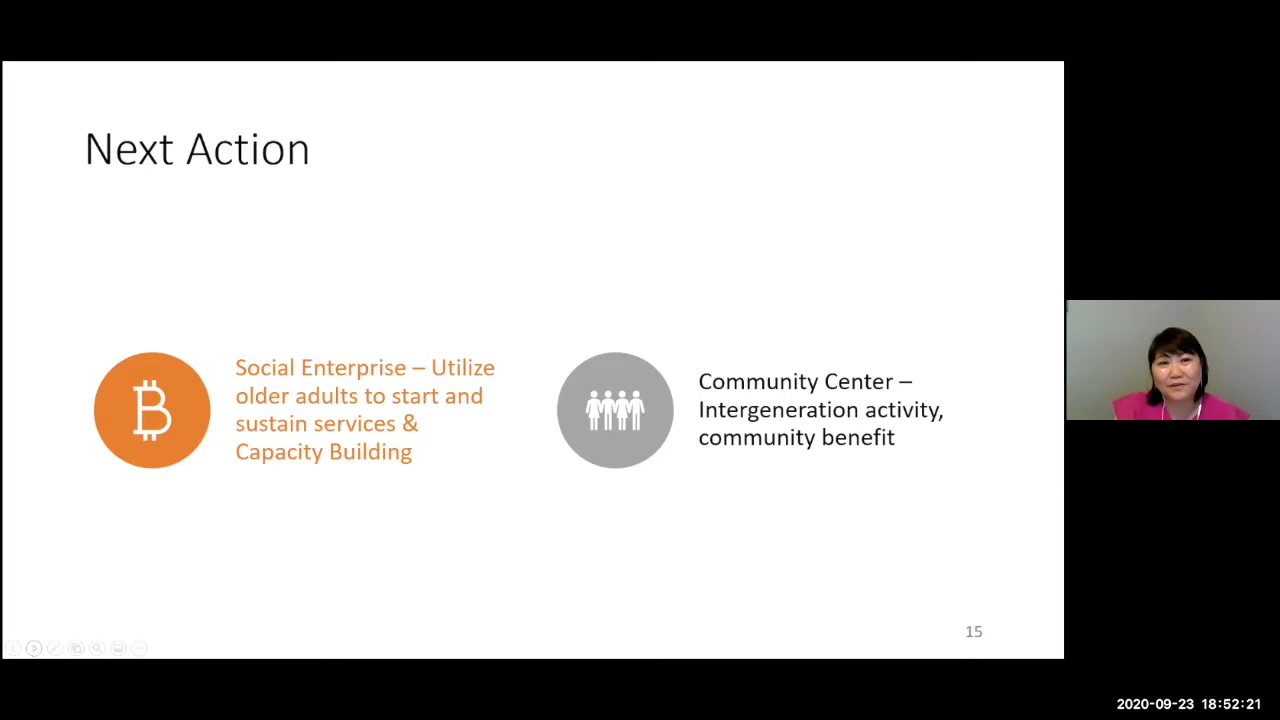 Next Action
Social Enterprise – Utilize
older adults to start and
sustain services &
Capacity Building
Community Center –
Intergeneration activity,
community benefit
15
2020-09-23 18:52:21